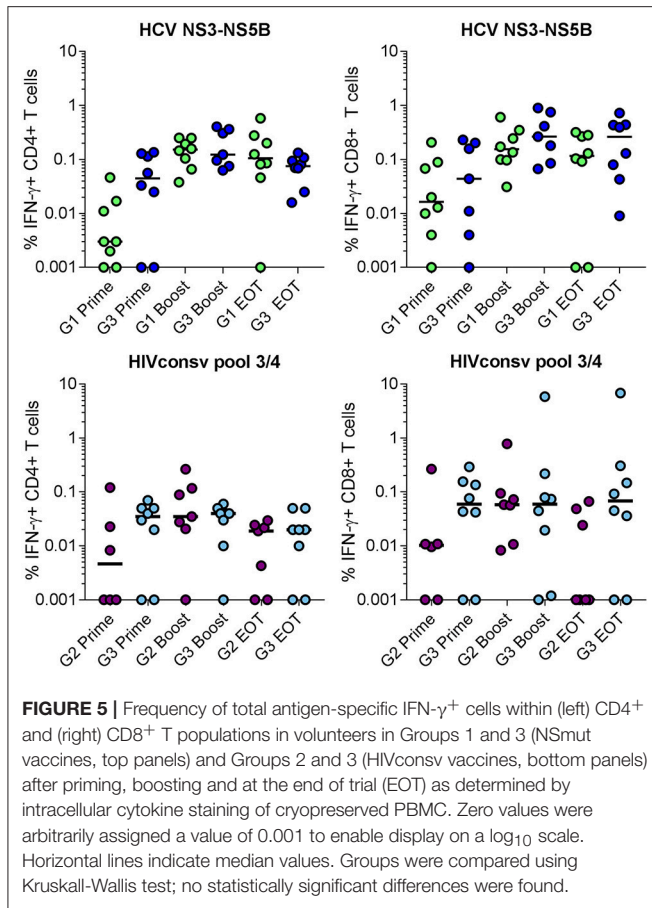 HCV NS3-NS5B
% IFN-γ+ CD4+ T cells
10
1
0.1
0.01
0.001
G1 Prime
G3 Prime
G1 Boost
G3 Boost
G1 EOT
G3 EOT
HCV NS3-NS5B
% IFN-γ+ CD8+ T cells
10
1
0.1
0.01
0.001
G1 Prime
G3 Prime
G1 Boost
G3 Boost
G1 EOT
G3 EOT
HIVconsv pool 3/4
% IFN-γ+ CD4+ T cells
10
1
0.1
0.01
0.001
G2 Prime
G3 Prime
G2 Boost
G3 Boost
G2 EOT
G3 EOT
HIVconsv pool 3/4
% IFN-γ+ CD8+ T cells
10
1
0.1
0.01
0.001
G2 Prime
G3 Prime
G2 Boost
G3 Boost
G2 EOT
G3 EOT
FIGURE 5 | Frequency of total antigen-specific IFN-γ+ cells within (left) CD4+
and (right) CD8+ T populations in volunteers in Groups 1 and 3 (NSmut
vaccines, top panels) and Groups 2 and 3 (HIVconsv vaccines, bottom panels)
after priming, boosting and at the end of trial (EOT) as determined by
intracellular cytokine staining of cryopreserved PBMC. Zero values were
arbitrarily assigned a value of 0.001 to enable display on a log10 scale.
Horizontal lines indicate median values. Groups were compared using
Kruskall-Wallis test; no statistically significant differences were found.